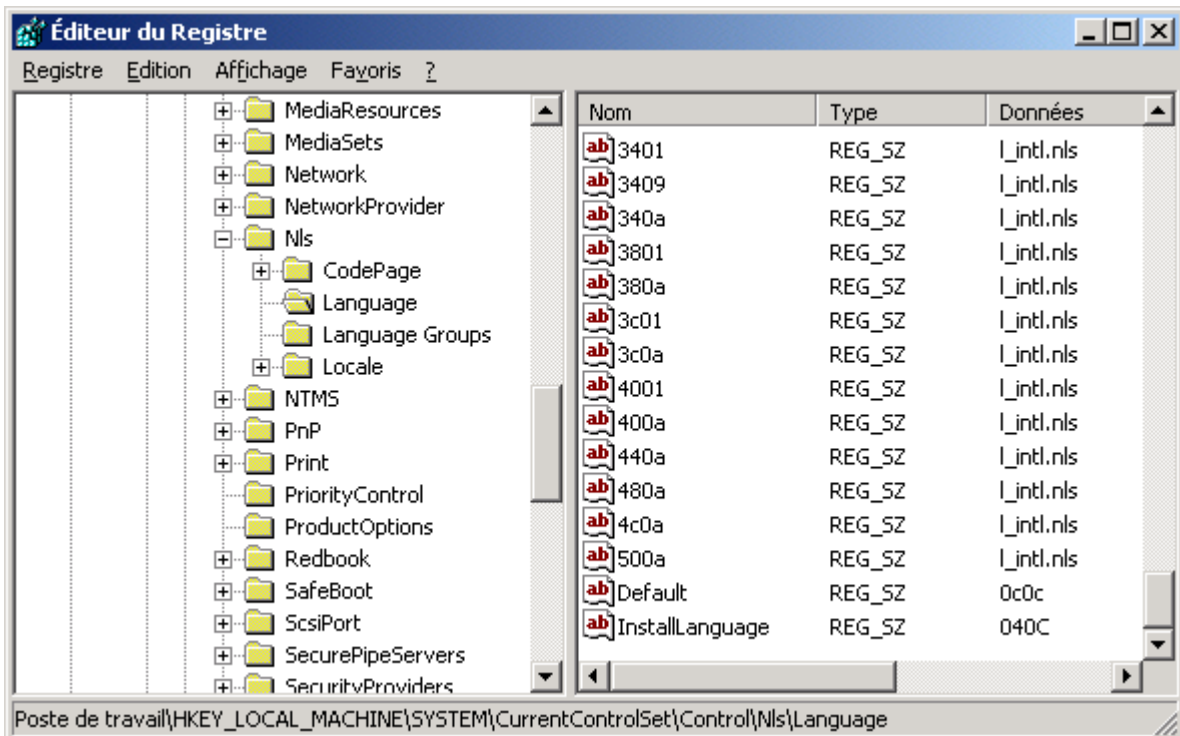 Éditeur du Registre
Registre Edition Affichage Favoris ?
MediaResources
MediaSets
Network
NetworkProvider
Nls
CodePage
Language
Language Groups
Locale
NTMS
PnP
Print
PriorityControl
ProductOptions
Redbook
SafeBoot
ScsiPort
SecurePipeServers
SecurityProviders
Nom Type Données
3401 REG_SZ l_intl.nls
3409 REG_SZ l_intl.nls
340a REG_SZ l_intl.nls
3801 REG_SZ l_intl.nls
380a REG_SZ l_intl.nls
3c01 REG_SZ l_intl.nls
3c0a REG_SZ l_intl.nls
4001 REG_SZ l_intl.nls
400a REG_SZ l_intl.nls
440a REG_SZ l_intl.nls
480a REG_SZ l_intl.nls
4c0a REG_SZ l_intl.nls
500a REG_SZ l_intl.nls
Default REG_SZ 0c0c
InstallLanguage REG_SZ 040C
Poste de travail\HKEY_LOCAL_MACHINE\SYSTEM\CurrentControlSet\Control\Nls\Language